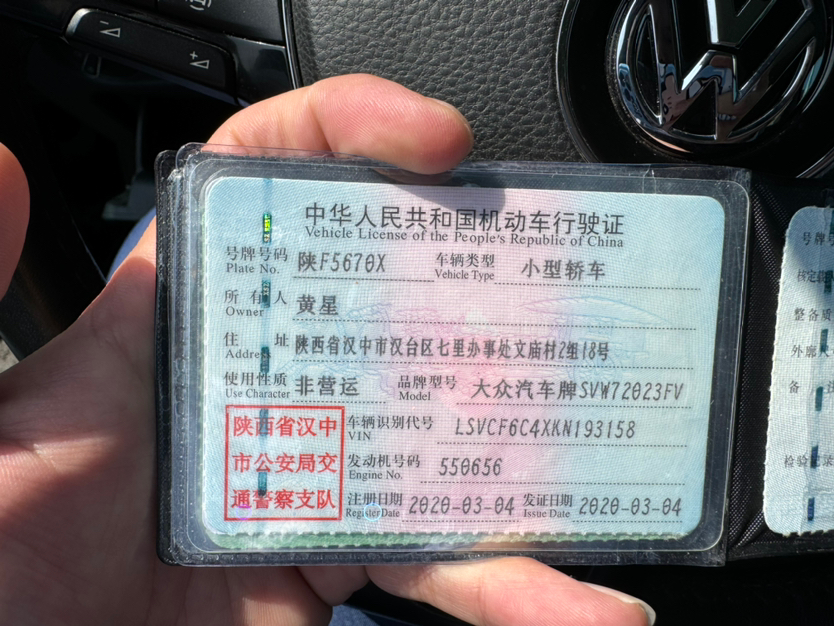 中华人民共和国机动车行驶证
Vehicle License of the People's Republic of China
号牌号码 陕F5670X 车辆类型 小型轿车
Plate No. Vehicle Type
所有人 黄星
Owner
住址 陕西省汉中市汉台区七里办事处文庙村2组18号
Address
使用性质 非营运 品牌型号 大众汽车牌SVW72023FV
Use Character Model
陕西省汉中
市公安局交
通警察支队
车辆识别代号 LSVCF6C4XKN193158
VIN
发动机号码 550656
Engine No.
注册日期 2020-03-04 发证日期 2020-03-04
Register Date Issue Date
号牌
核定载
整备质
外廓
备
检验记录